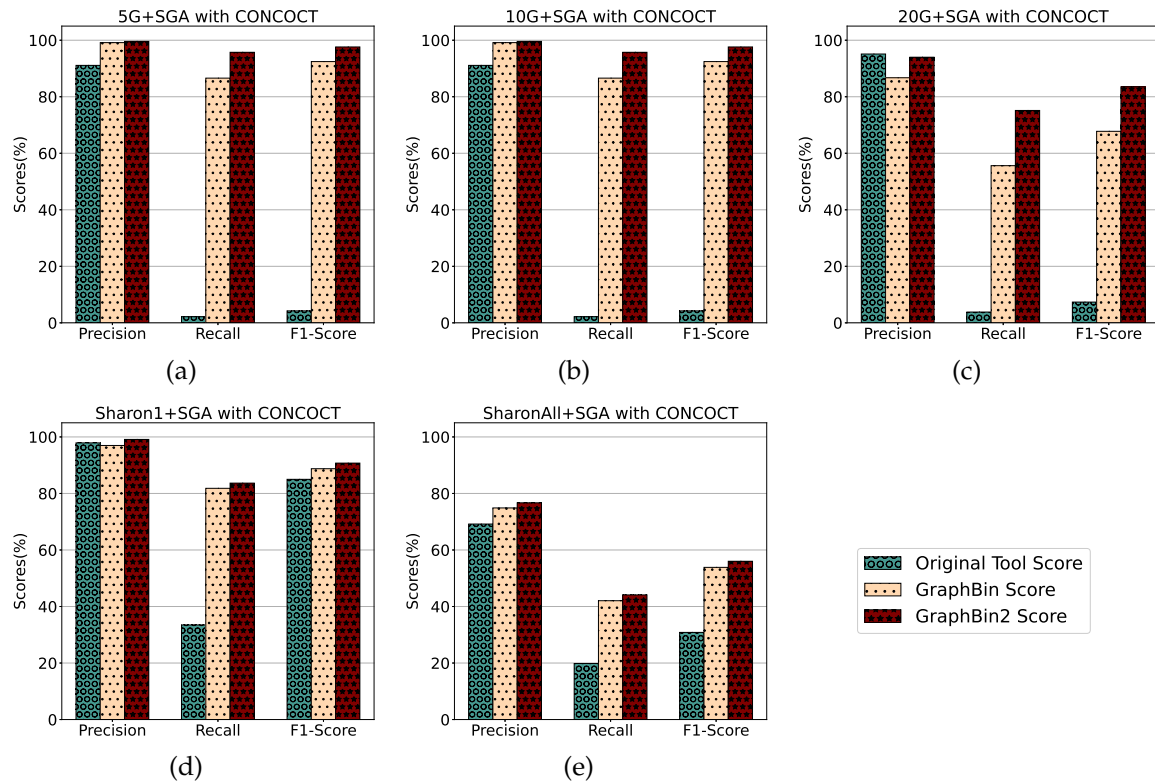 5G+SGA with CONCOCT
100
80
60
40
20
0
Scores(%)
Precision Recall F1-Score
(a)
10G+SGA with CONCOCT
100
80
60
40
20
0
Scores(%)
Precision Recall F1-Score
(b)
20G+SGA with CONCOCT
100
80
60
40
20
0
Scores(%)
Precision Recall F1-Score
(c)
Sharon1+SGA with CONCOCT
100
80
60
40
20
0
Scores(%)
Precision Recall F1-Score
(d)
SharonAll+SGA with CONCOCT
100
80
60
40
20
0
Scores(%)
Precision Recall F1-Score
(e)
Original Tool Score
GraphBin Score
GraphBin2 Score